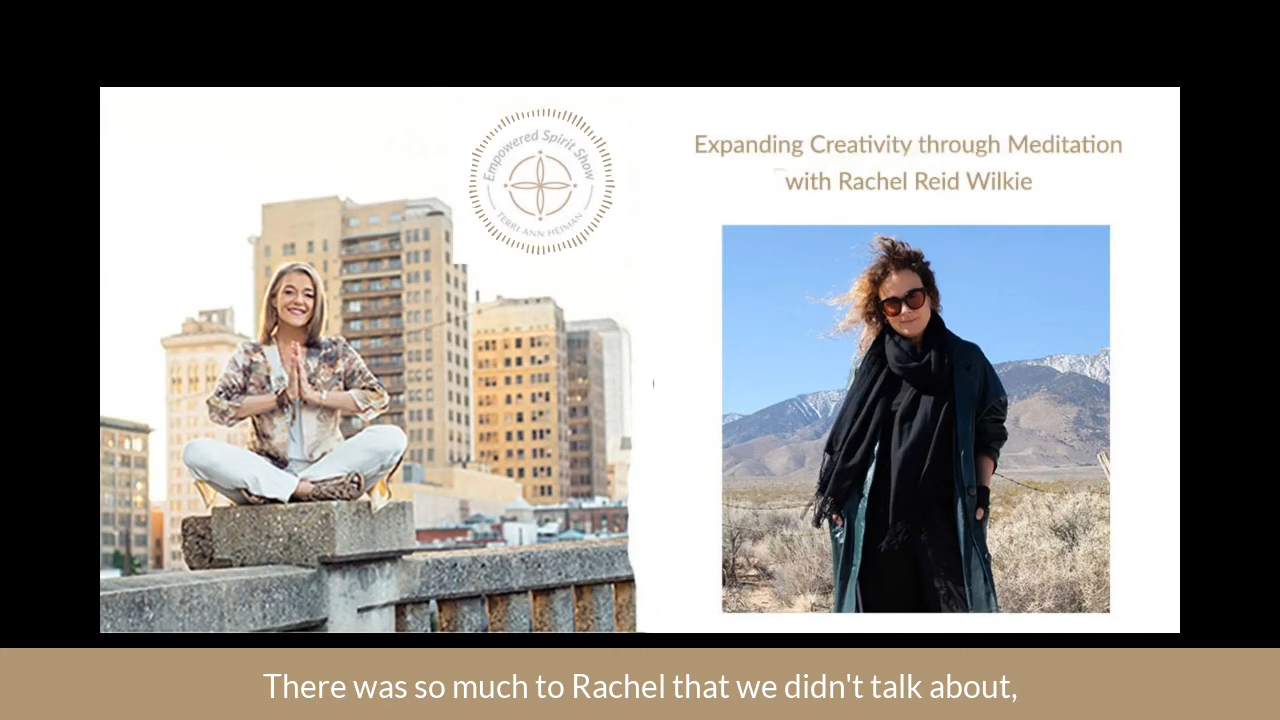 Empowered Spirit Show
TERRI ANN HEIMAN
Expanding Creativity through Meditation
with Rachel Reid Wilkie
There was so much to Rachel that we didn't talk about,